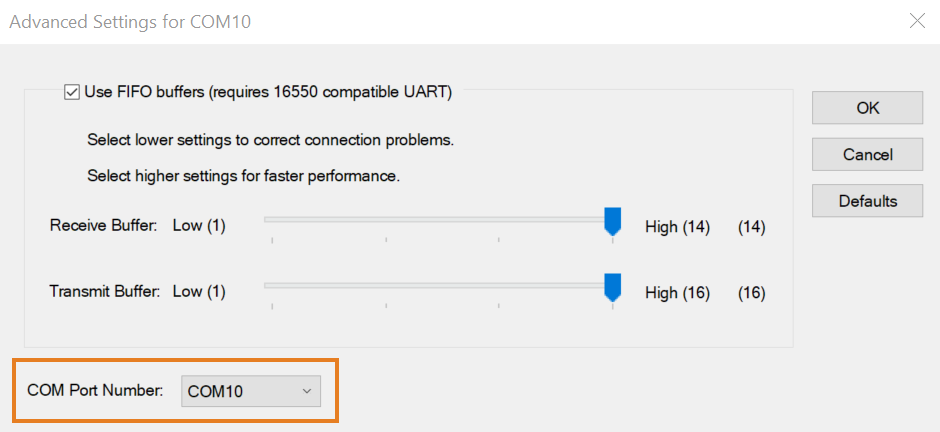 Advanced Settings for COM10
Use FIFO buffers (requires 16550 compatible UART)
OK
Select lower settings to correct connection problems.
Cancel
Select higher settings for faster performance.
Defaults
Receive Buffer: Low (1) High (14) (14)
Transmit Buffer: Low (1) High (16) (16)
COM Port Number: COM10